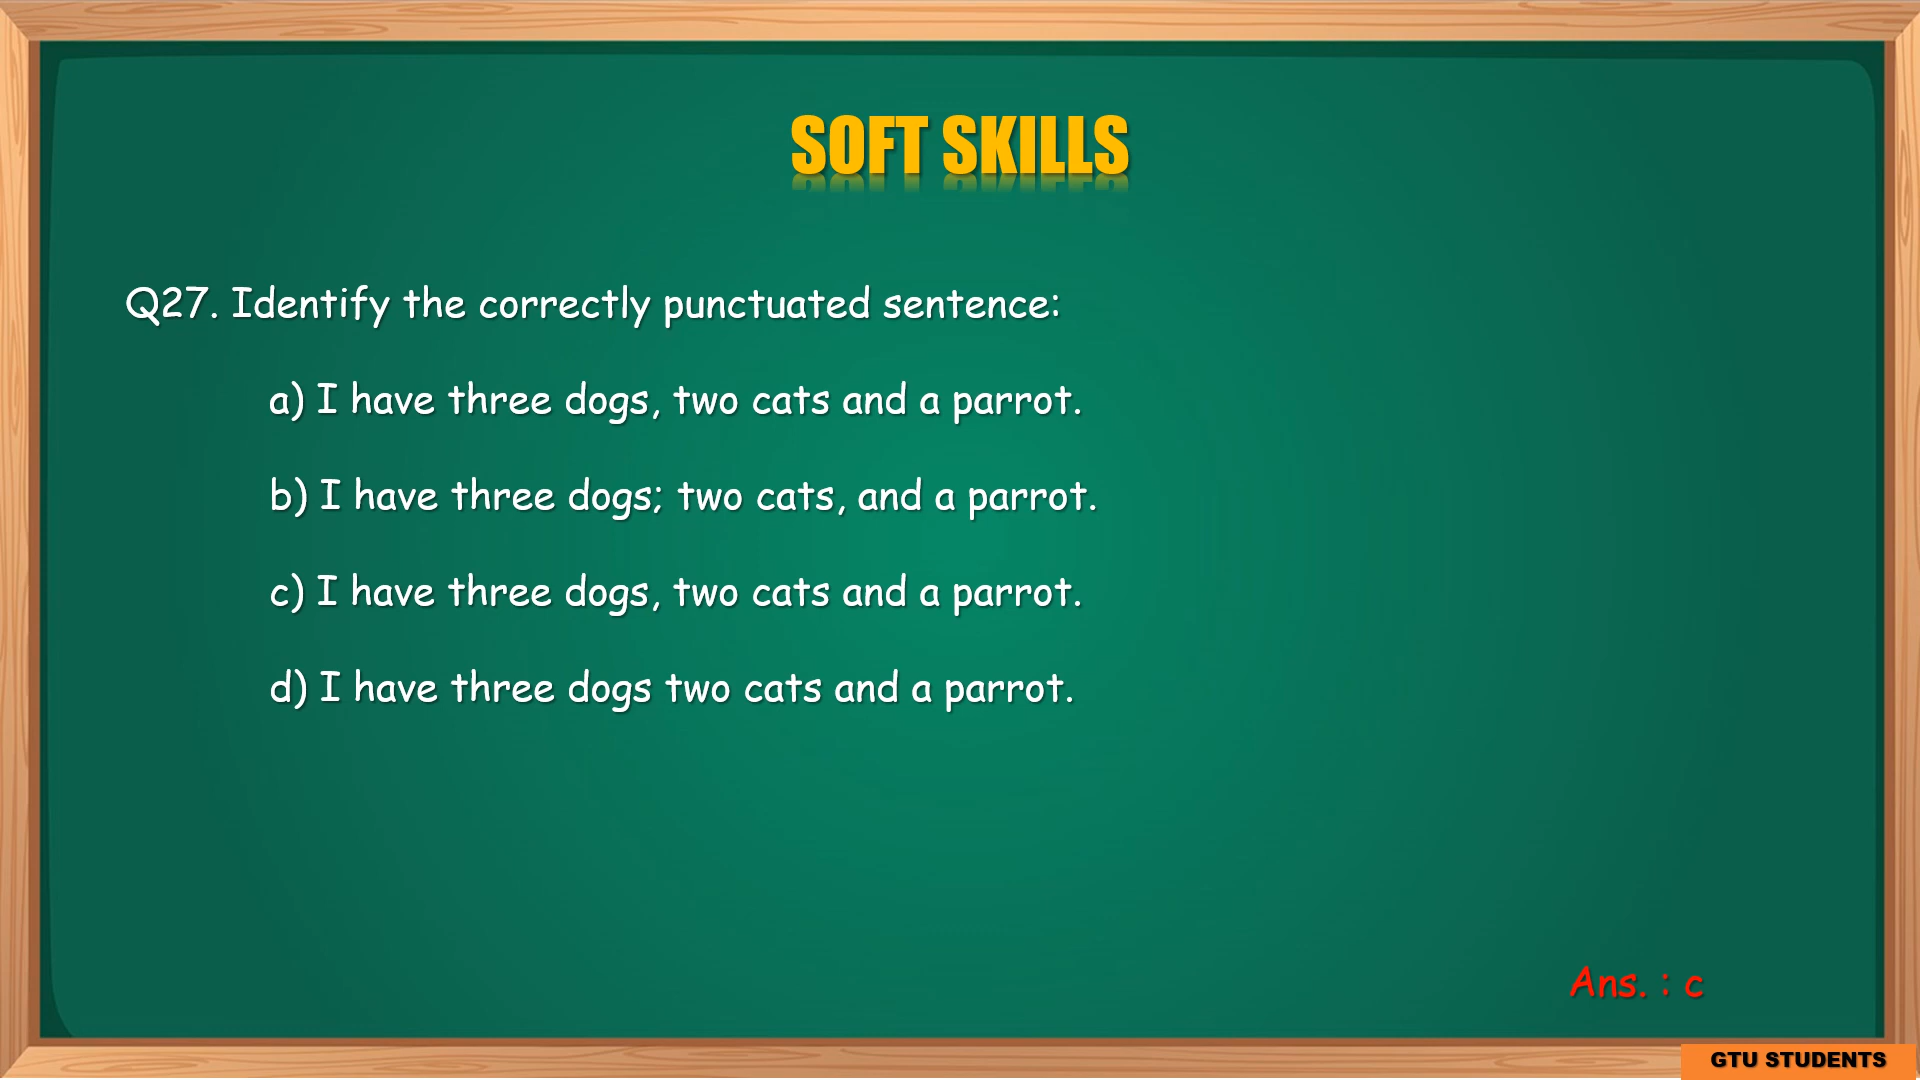 SOFT SKILLS
Q27. Identify the correctly punctuated sentence:
a) I have three dogs, two cats and a parrot.
b) I have three dogs; two cats, and a parrot.
c) I have three dogs, two cats and a parrot.
d) I have three dogs two cats and a parrot.
Ans. : c
GTU STUDENTS